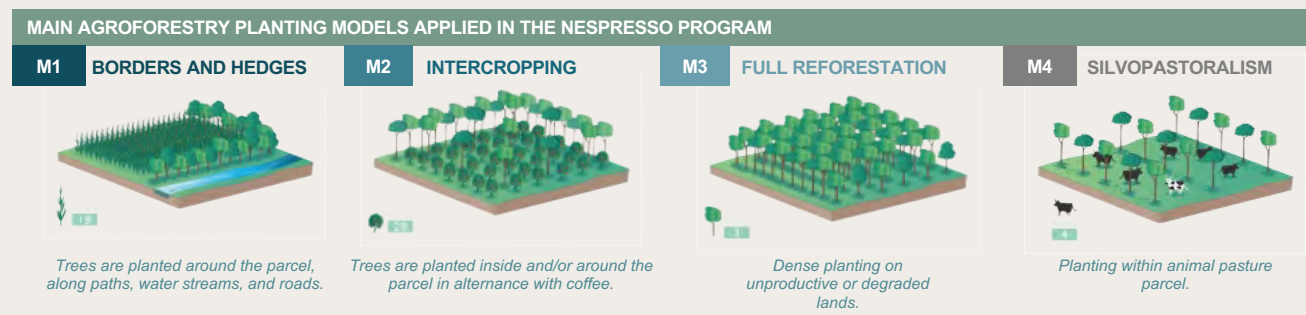 MAIN AGROFORESTRY PLANTING MODELS APPLIED IN THE NESPRESSO PROGRAM
M1 BORDERS AND HEDGES
Trees are planted around the parcel,
along paths, water streams, and roads.
M2 INTERCROPPING
Trees are planted inside and/or around the
parcel in alternance with coffee.
M3 FULL REFORESTATION
Dense planting on
unproductive or degraded
lands.
M4 SILVOPASTORALISM
Planting within animal pasture
parcel.